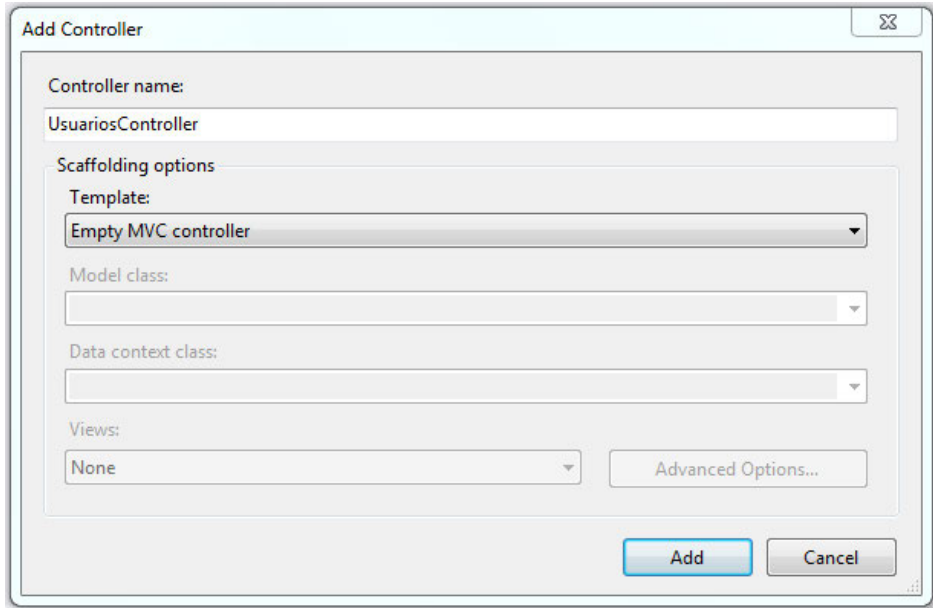 Add Controller
Controller name:
UsuariosController
Scaffolding options
Template:
Empty MVC controller
Model class:
Data context class:
Views:
None
Advanced Options...
Add
Cancel